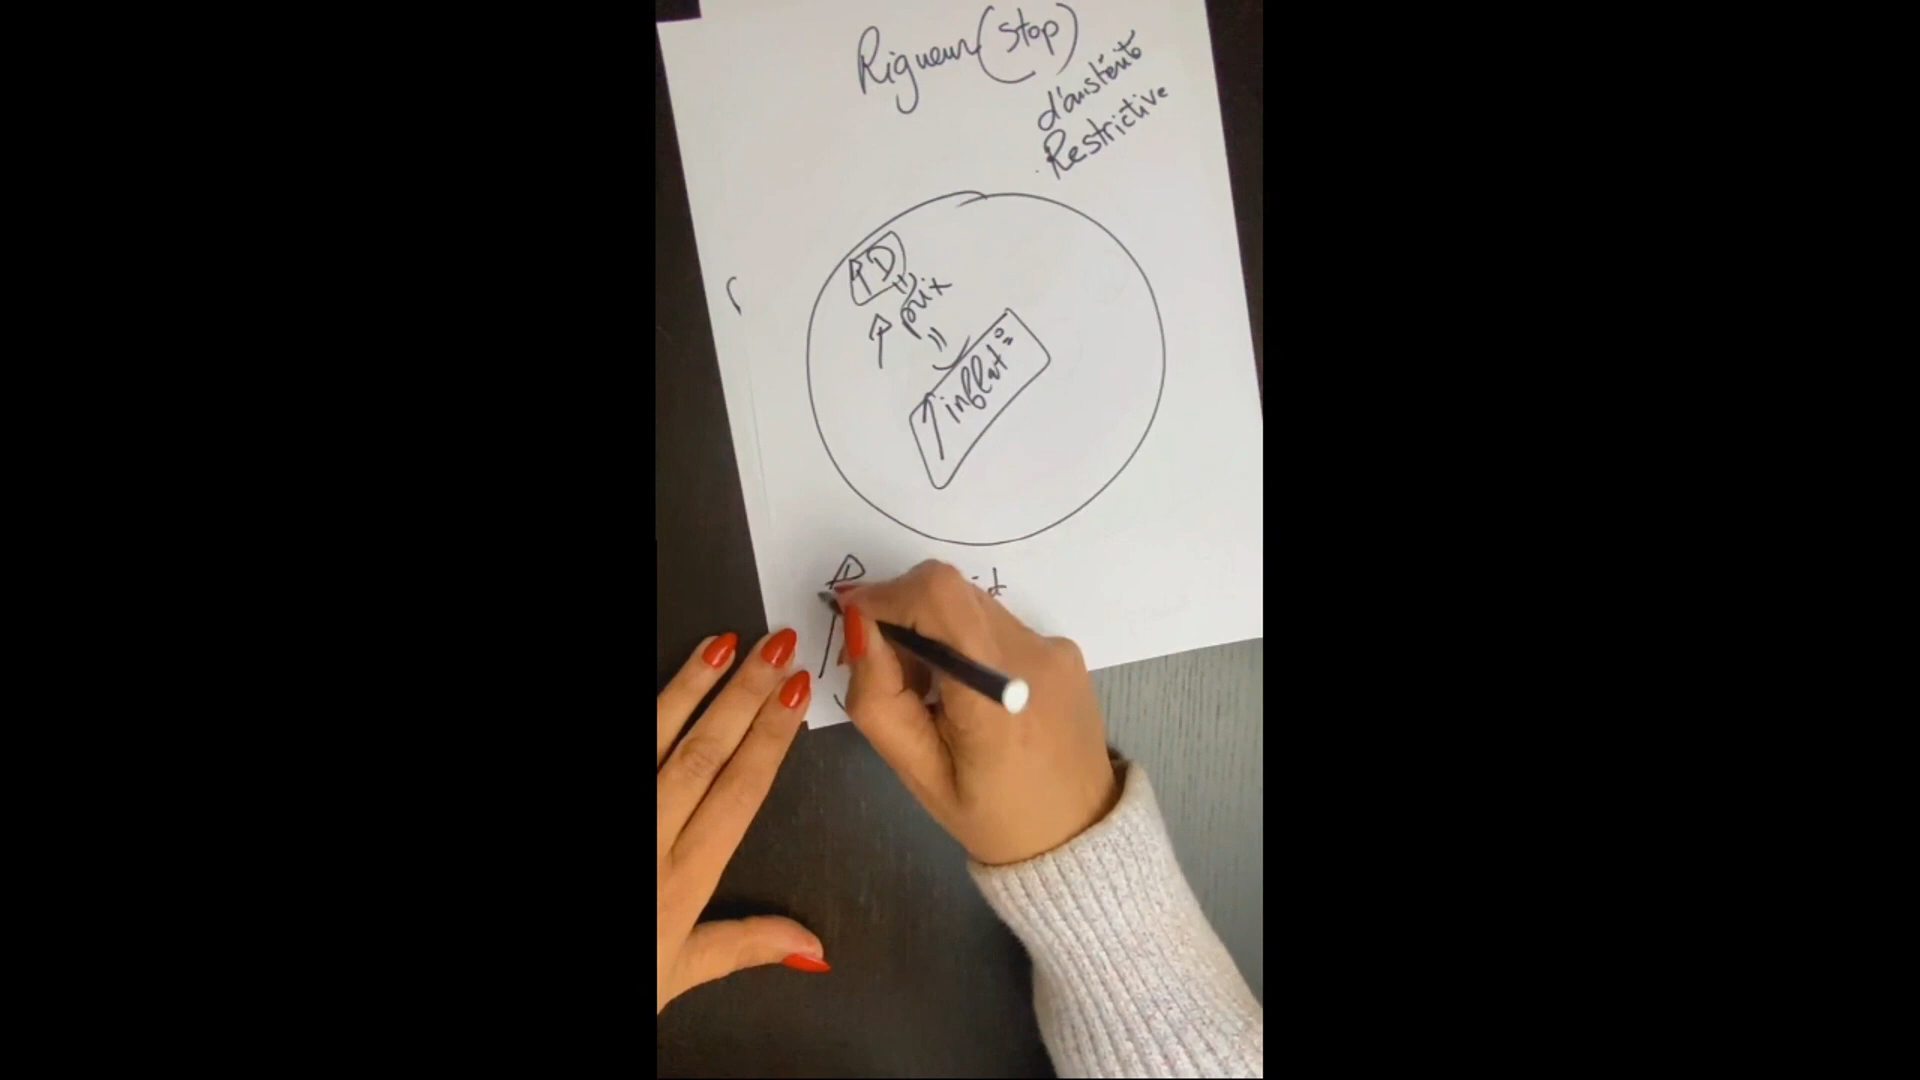 Rigueur (Stop)
d'austérité
Restrictive
↑D
↑ prix
↑ inflat°